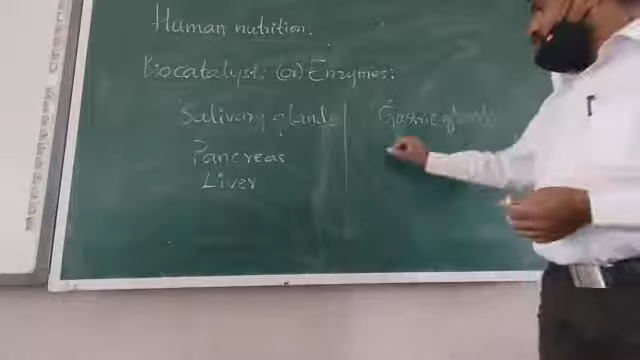 Human nutrition.
Biocatalyst: (or) Enzymes:
Salivary glands
Pancreas
Liver
Gastric glands